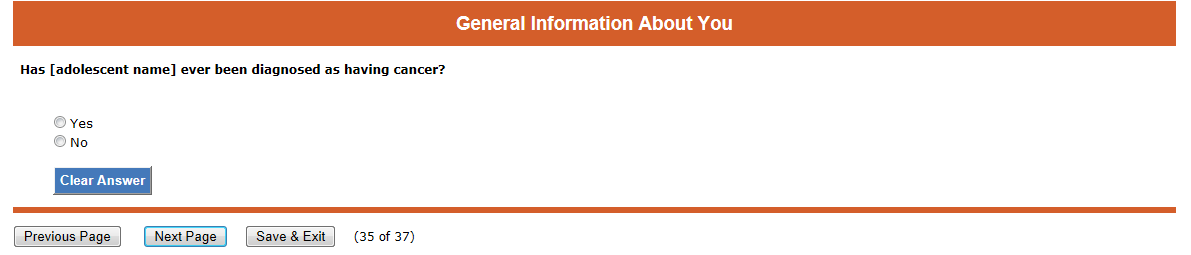 General Information About You
Has [adolescent name] ever been diagnosed as having cancer?
Yes
No
Clear Answer
Previous Page Next Page Save & Exit (35 of 37)